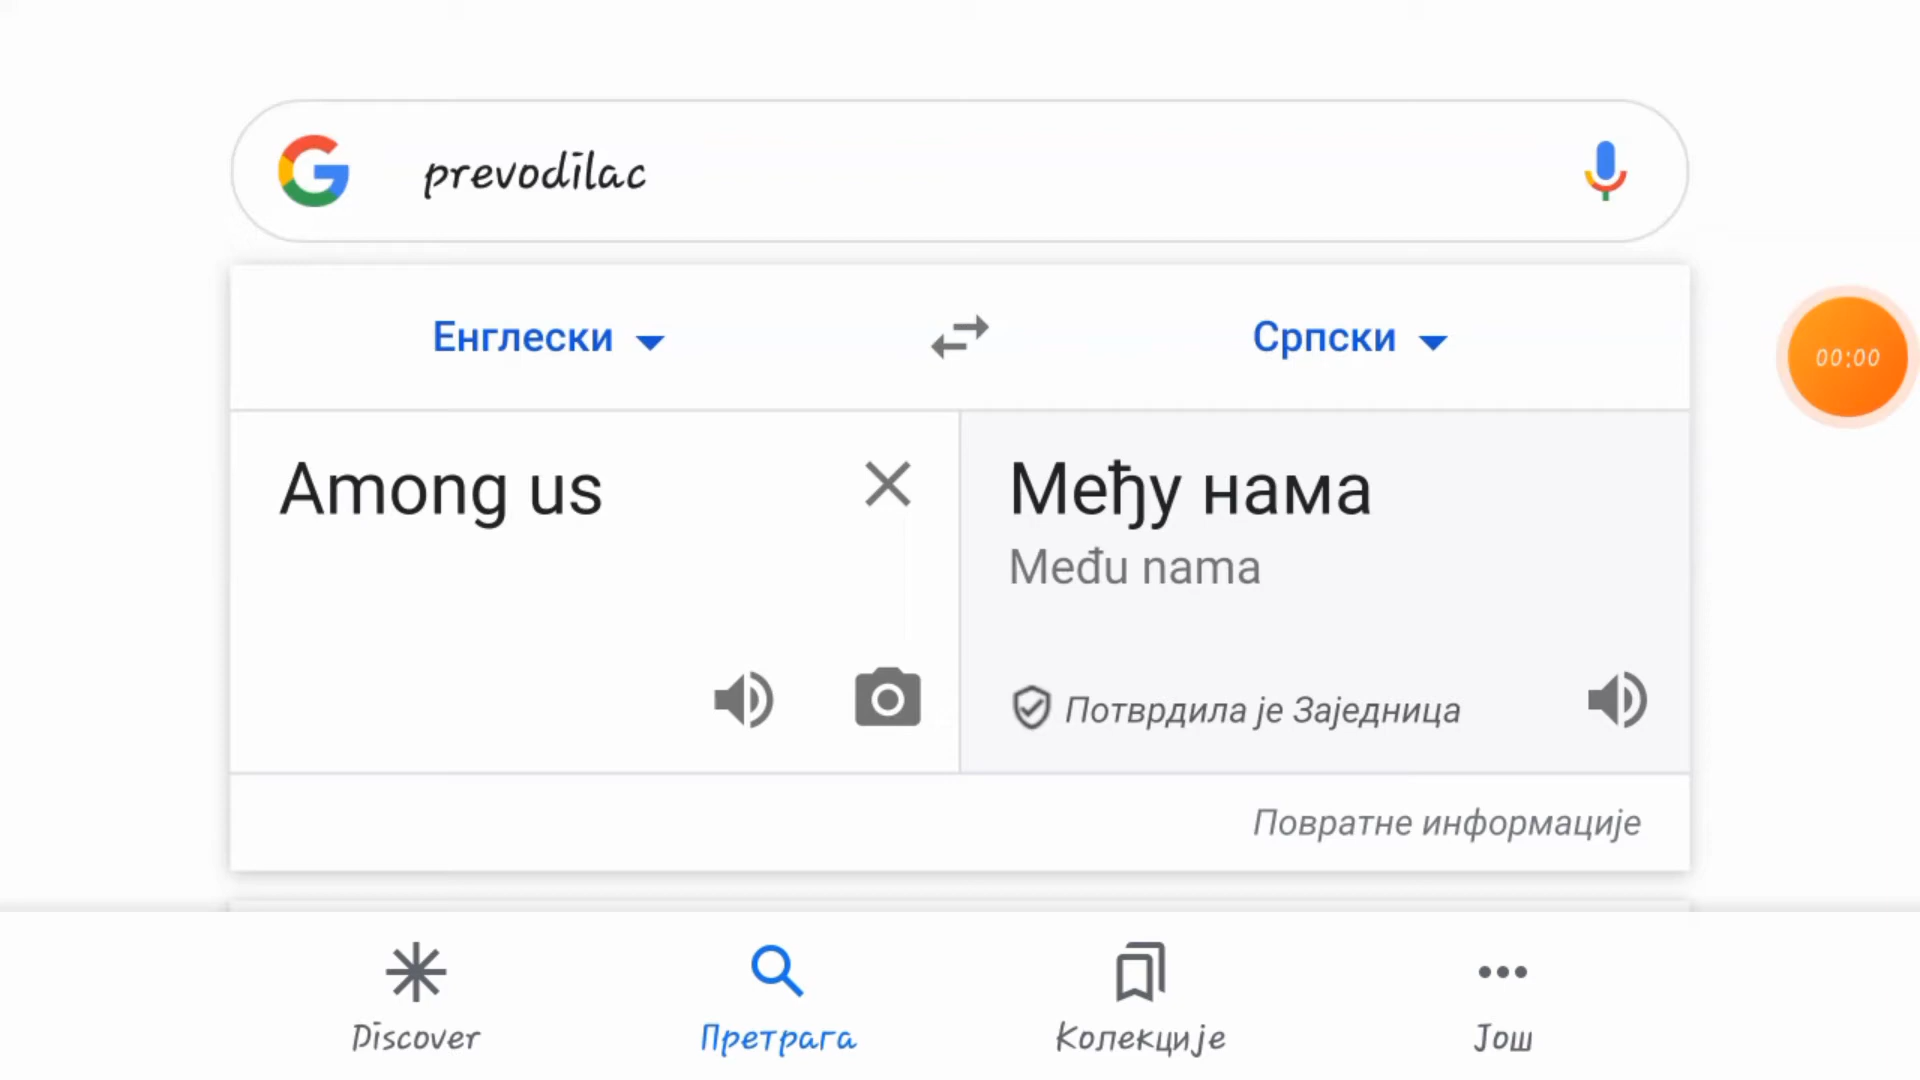 prevodilac
Енглески
Српски
00:00
Among us
Међу нама
Među nama
Потврдила је Заједница
Повратне информације
Discover
Претрага
Колекције
Још